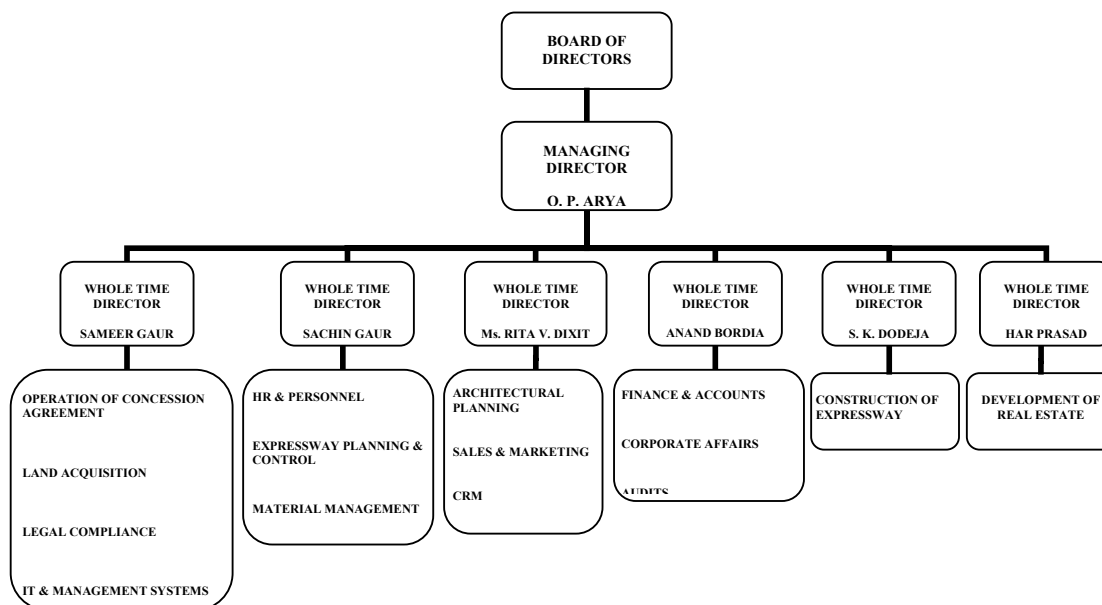 BOARD OF
DIRECTORS
MANAGING
DIRECTOR
O. P. ARYA
WHOLE TIME
DIRECTOR
SAMEER GAUR
WHOLE TIME
DIRECTOR
SACHIN GAUR
WHOLE TIME
DIRECTOR
Ms. RITA V. DIXIT
WHOLE TIME
DIRECTOR
ANAND BORDIA
WHOLE TIME
DIRECTOR
S. K. DODEJA
WHOLE TIME
DIRECTOR
HAR PRASAD
OPERATION OF CONCESSION
AGREEMENT
LAND ACQUISITION
LEGAL COMPLIANCE
IT & MANAGEMENT SYSTEMS
HR & PERSONNEL
EXPRESSWAY PLANNING &
CONTROL
MATERIAL MANAGEMENT
ARCHITECTURAL
PLANNING
SALES & MARKETING
CRM
FINANCE & ACCOUNTS
CORPORATE AFFAIRS
AUDITS
CONSTRUCTION OF
EXPRESSWAY
DEVELOPMENT OF
REAL ESTATE